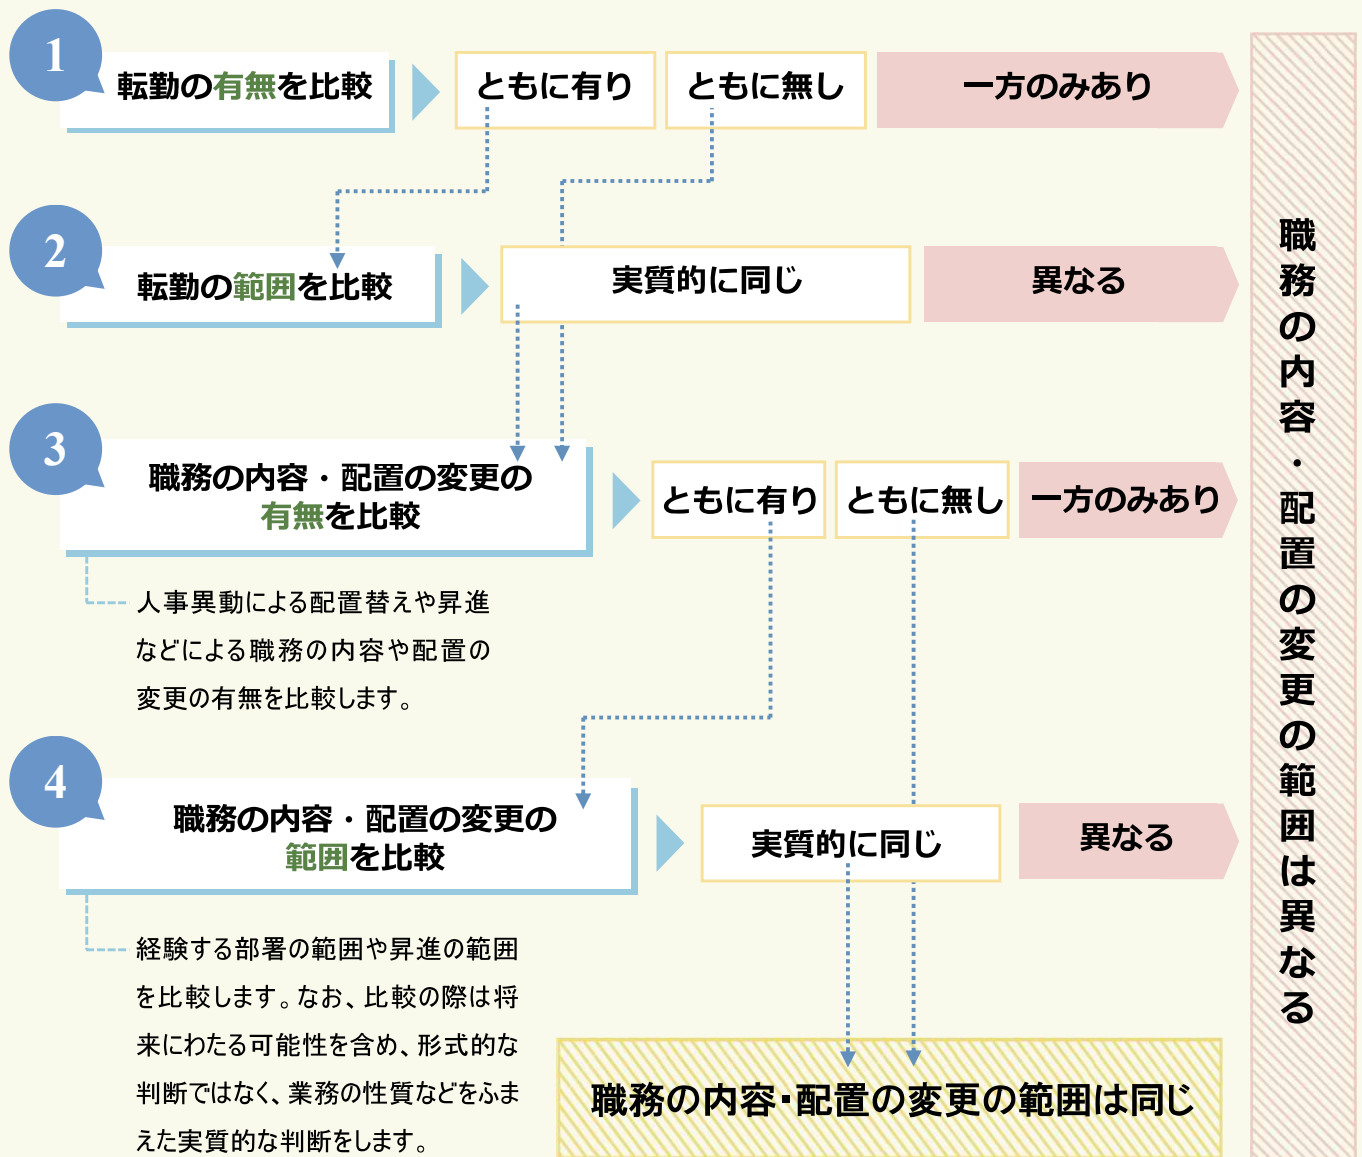 1
転勤の有無を比較
ともに有り
ともに無し
一方のみあり
2
転勤の範囲を比較
実質的に同じ
異なる
3
職務の内容・配置の変更の
有無を比較
ともに有り
ともに無し
一方のみあり
人事異動による配置替えや昇進
などによる職務の内容や配置の
変更の有無を比較します。
4
職務の内容・配置の変更の
範囲を比較
実質的に同じ
異なる
経験する部署の範囲や昇進の範囲
を比較します。なお、比較の際は将
来にわたる可能性を含め、形式的な
判断ではなく、業務の性質などをふま
えた実質的な判断をします。
職務の内容・配置の変更の範囲は同じ
職務の内容・配置の変更の範囲は異なる